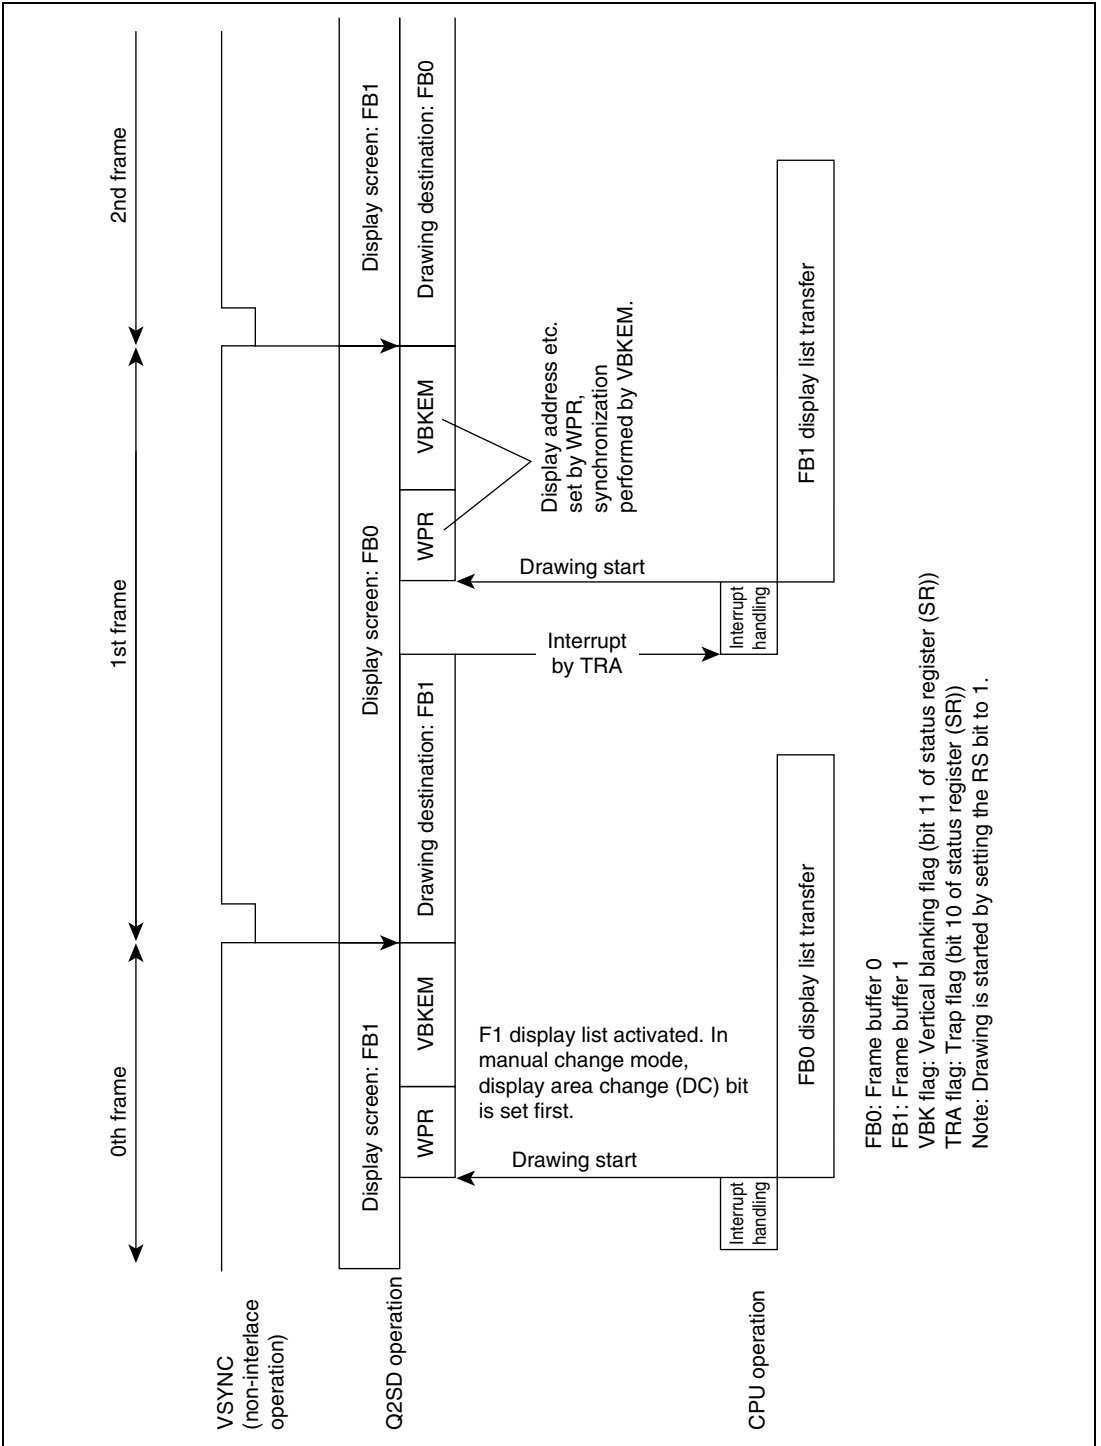 0th frame
1st frame
2nd frame
VSYNC
(non-interlace
operation)
Q2SD operation
Display screen: FB1
Display screen: FB0
Display screen: FB1
WPR
VBKEM
Drawing destination: FB1
WPR
VBKEM
Drawing destination: FB0
Drawing start
F1 display list activated. In
manual change mode,
display area change (DC) bit
is set first.
Interrupt
by TRA
Drawing start
Display address etc.
set by WPR,
synchronization
performed by VBKEM.
CPU operation
Interrupt
handling
FB0 display list transfer
Interrupt
handling
FB1 display list transfer
FB0: Frame buffer 0
FB1: Frame buffer 1
VBK flag: Vertical blanking flag (bit 11 of status register (SR))
TRA flag: Trap flag (bit 10 of status register (SR))
Note: Drawing is started by setting the RS bit to 1.